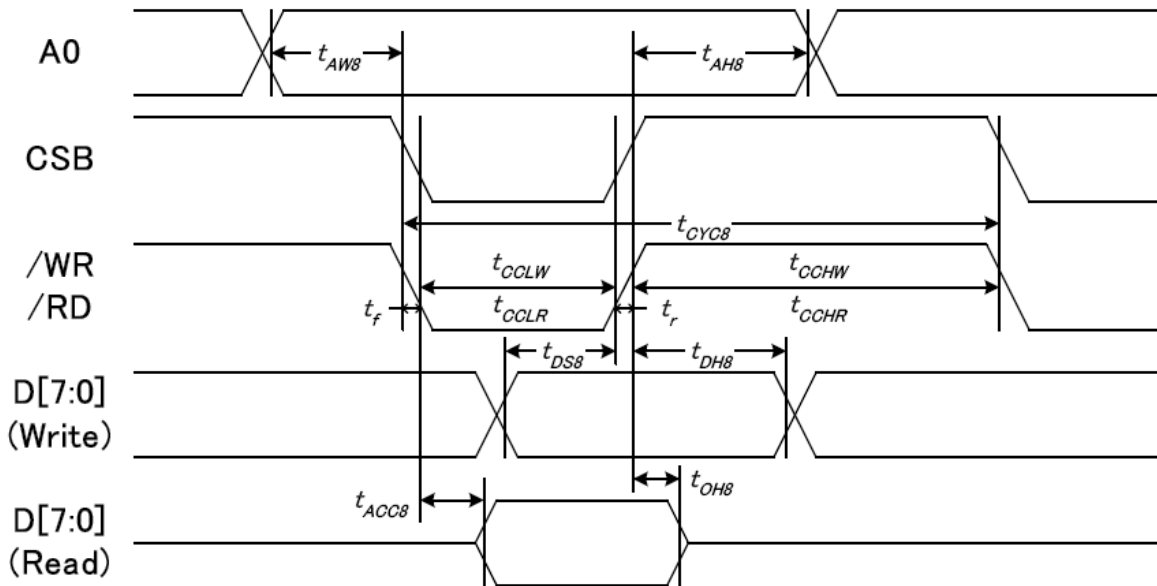 A0
t_AW8
t_AH8
CSB
t_CYC8
/WR
/RD
t_CCLW
t_CCHW
t_f
t_CCLR
t_r
t_CCHR
t_DS8
t_DH8
D[7:0]
(Write)
t_ACC8
t_OH8
D[7:0]
(Read)